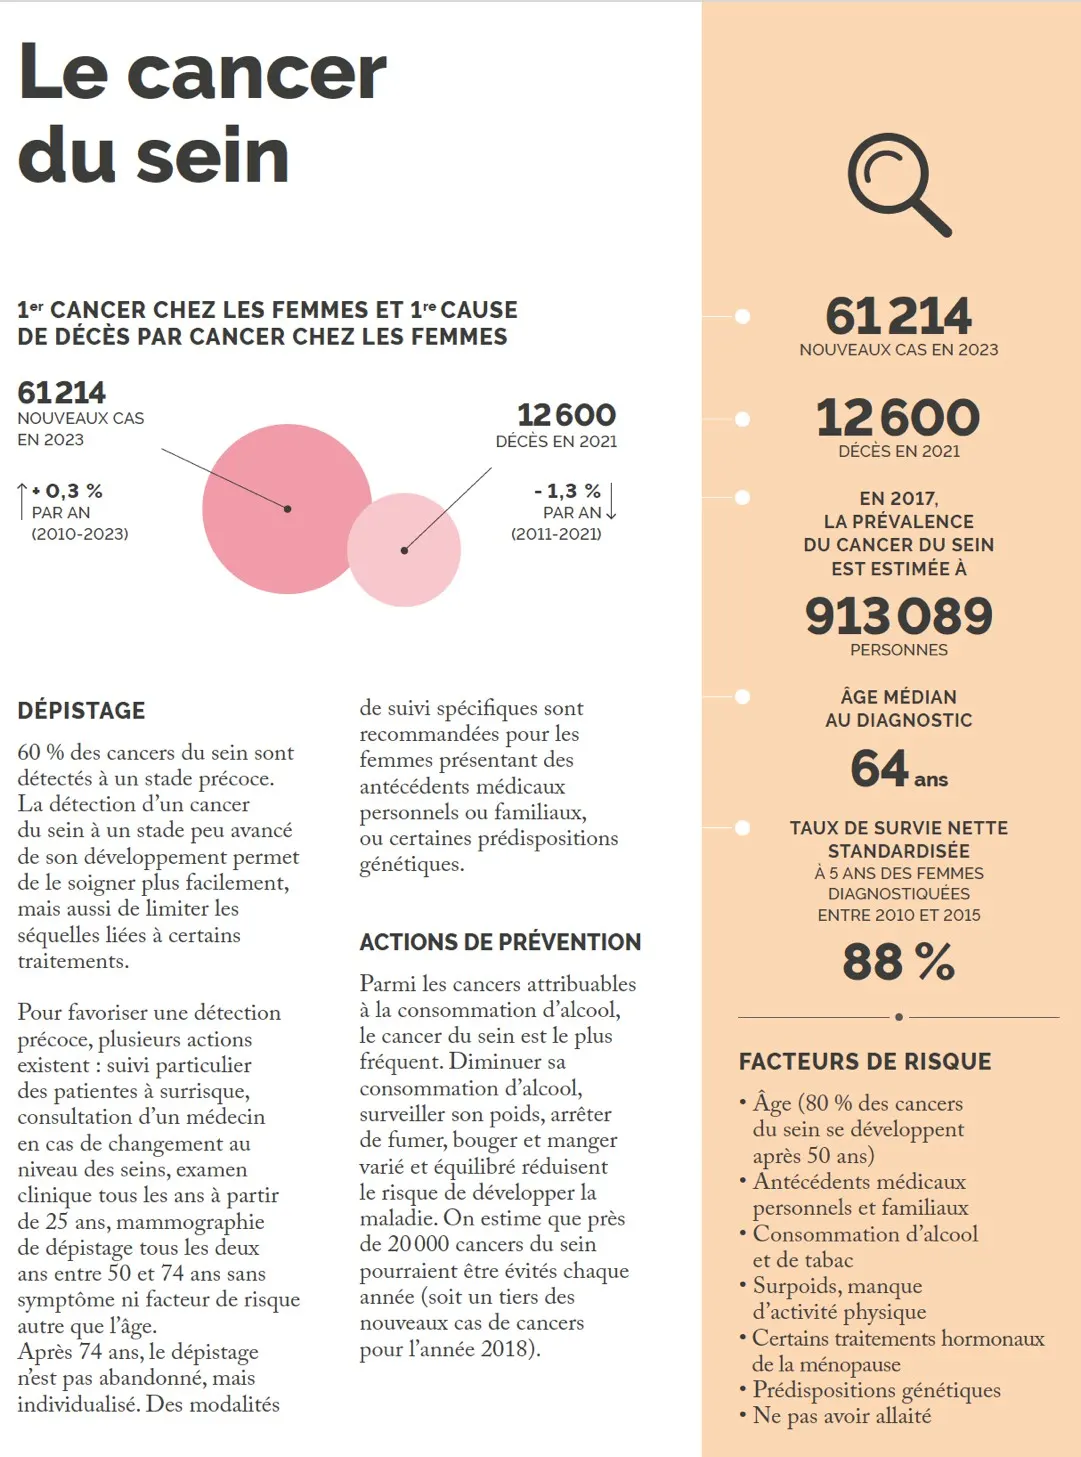 Le cancer
du sein
1er CANCER CHEZ LES FEMMES ET 1re CAUSE
DE DÉCÈS PAR CANCER CHEZ LES FEMMES
61 214
NOUVEAUX CAS
EN 2023
+ 0,3 %
PAR AN
(2010-2023)
12 600
DÉCÈS EN 2021
- 1,3 %
PAR AN
(2011-2021)
DÉPISTAGE
60 % des cancers du sein sont
détectés à un stade précoce.
La détection d’un cancer
du sein à un stade peu avancé
de son développement permet
de le soigner plus facilement,
mais aussi de limiter les
séquelles liées à certains
traitements.
Pour favoriser une détection
précoce, plusieurs actions
existent : suivi particulier
des patientes à surrisque,
consultation d’un médecin
en cas de changement au
niveau des seins, examen
clinique tous les ans à partir
de 25 ans, mammographie
de dépistage tous les deux
ans entre 50 et 74 ans sans
symptôme ni facteur de risque
autre que l’âge.
Après 74 ans, le dépistage
n’est pas abandonné, mais
individualisé. Des modalités
de suivi spécifiques sont
recommandées pour les
femmes présentant des
antécédents médicaux
personnels ou familiaux,
ou certaines prédispositions
génétiques.
ACTIONS DE PRÉVENTION
Parmi les cancers attribuables
à la consommation d’alcool,
le cancer du sein est le plus
fréquent. Diminuer sa
consommation d’alcool,
surveiller son poids, arrêter
de fumer, bouger et manger
varié et équilibré réduisent
le risque de développer la
maladie. On estime que près
de 20 000 cancers du sein
pourraient être évités chaque
année (soit un tiers des
nouveaux cas de cancers
pour l’année 2018).
61 214
NOUVEAUX CAS EN 2023
12 600
DÉCÈS EN 2021
EN 2017,
LA PRÉVALENCE
DU CANCER DU SEIN
EST ESTIMÉE À
913 089
PERSONNES
ÂGE MÉDIAN
AU DIAGNOSTIC
64 ans
TAUX DE SURVIE NETTE
STANDARDISÉE
À 5 ANS DES FEMMES
DIAGNOSTIQUÉES
ENTRE 2010 ET 2015
88 %
FACTEURS DE RISQUE
• Âge (80 % des cancers
du sein se développent
après 50 ans)
• Antécédents médicaux
personnels et familiaux
• Consommation d’alcool
et de tabac
• Surpoids, manque
d’activité physique
• Certains traitements hormonaux
de la ménopause
• Prédispositions génétiques
• Ne pas avoir allaité